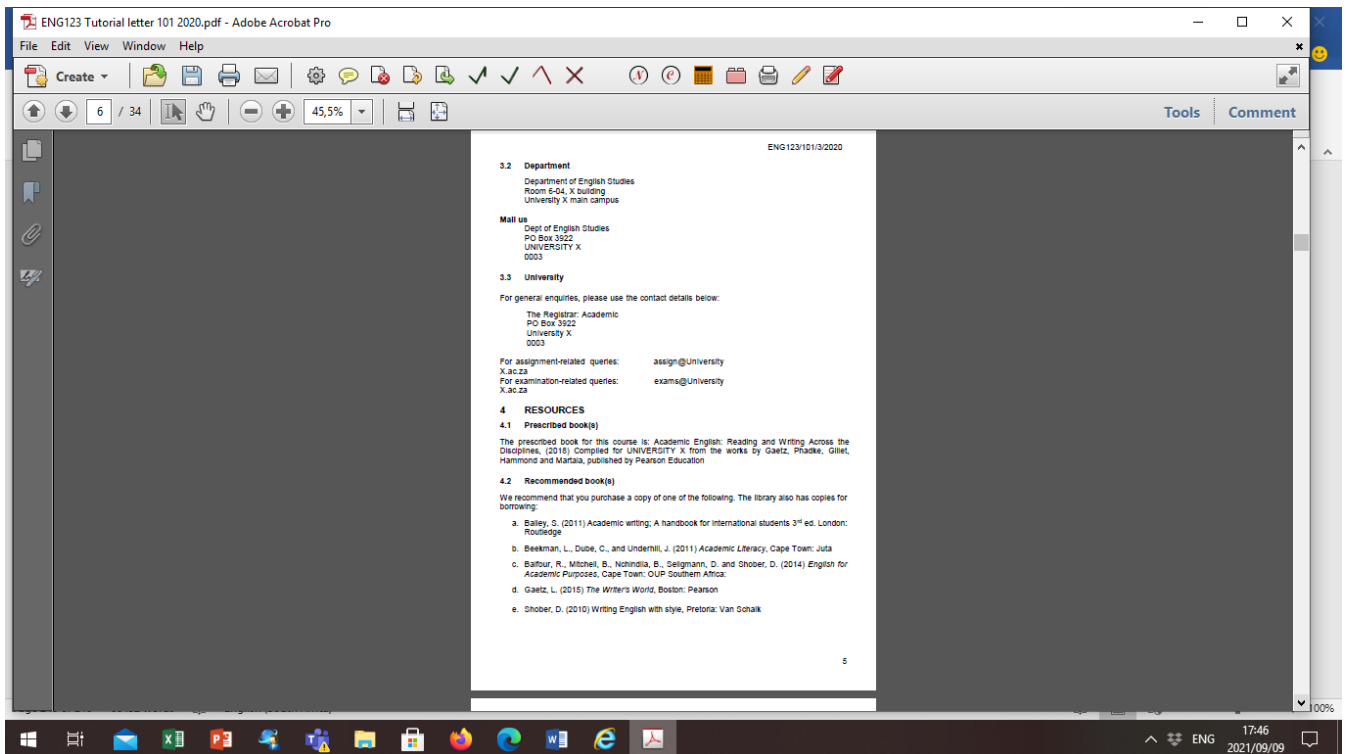 ENG123 Tutorial letter 101 2020.pdf - Adobe Acrobat Pro
File Edit View Window Help
Create
6 / 34 45,5% Tools Comment
ENG123/101/3/2020
3.2 Department
Department of English Studies
Room 6-04, X building
University X main campus
Mail us
Dept of English Studies
PO Box 3922
UNIVERSITY X
0003
3.3 University
For general enquiries, please use the contact details below:
The Registrar: Academic
PO Box 3922
University X
0003
For assignment-related queries: assign@University
X.ac.za
For examination-related queries: exams@University
X.ac.za
4 RESOURCES
4.1 Prescribed book(s)
The prescribed book for this course is: Academic English: Reading and Writing Across the
Disciplines, (2018) Compiled for UNIVERSITY X from the works by Gaetz, Phadke, Gillet,
Hammond and Martala, published by Pearson Education
4.2 Recommended book(s)
We recommend that you purchase a copy of one of the following. The library also has copies for
borrowing:
a. Bailey, S. (2011) Academic writing; A handbook for international students 3rd ed. London:
Routledge
b. Beekman, L., Dube, C., and Underhill, J. (2011) Academic Literacy, Cape Town: Juta
c. Balfour, R., Mitchell, B., Nchindila, B., Seligmann, D. and Shober, D. (2014) English for
Academic Purposes, Cape Town: OUP Southern Africa:
d. Gaetz, L. (2015) The Writer's World, Boston: Pearson
e. Shober, D. (2010) Writing English with style, Pretoria: Van Schaik
5
100%
ENG 17:46
2021/09/09